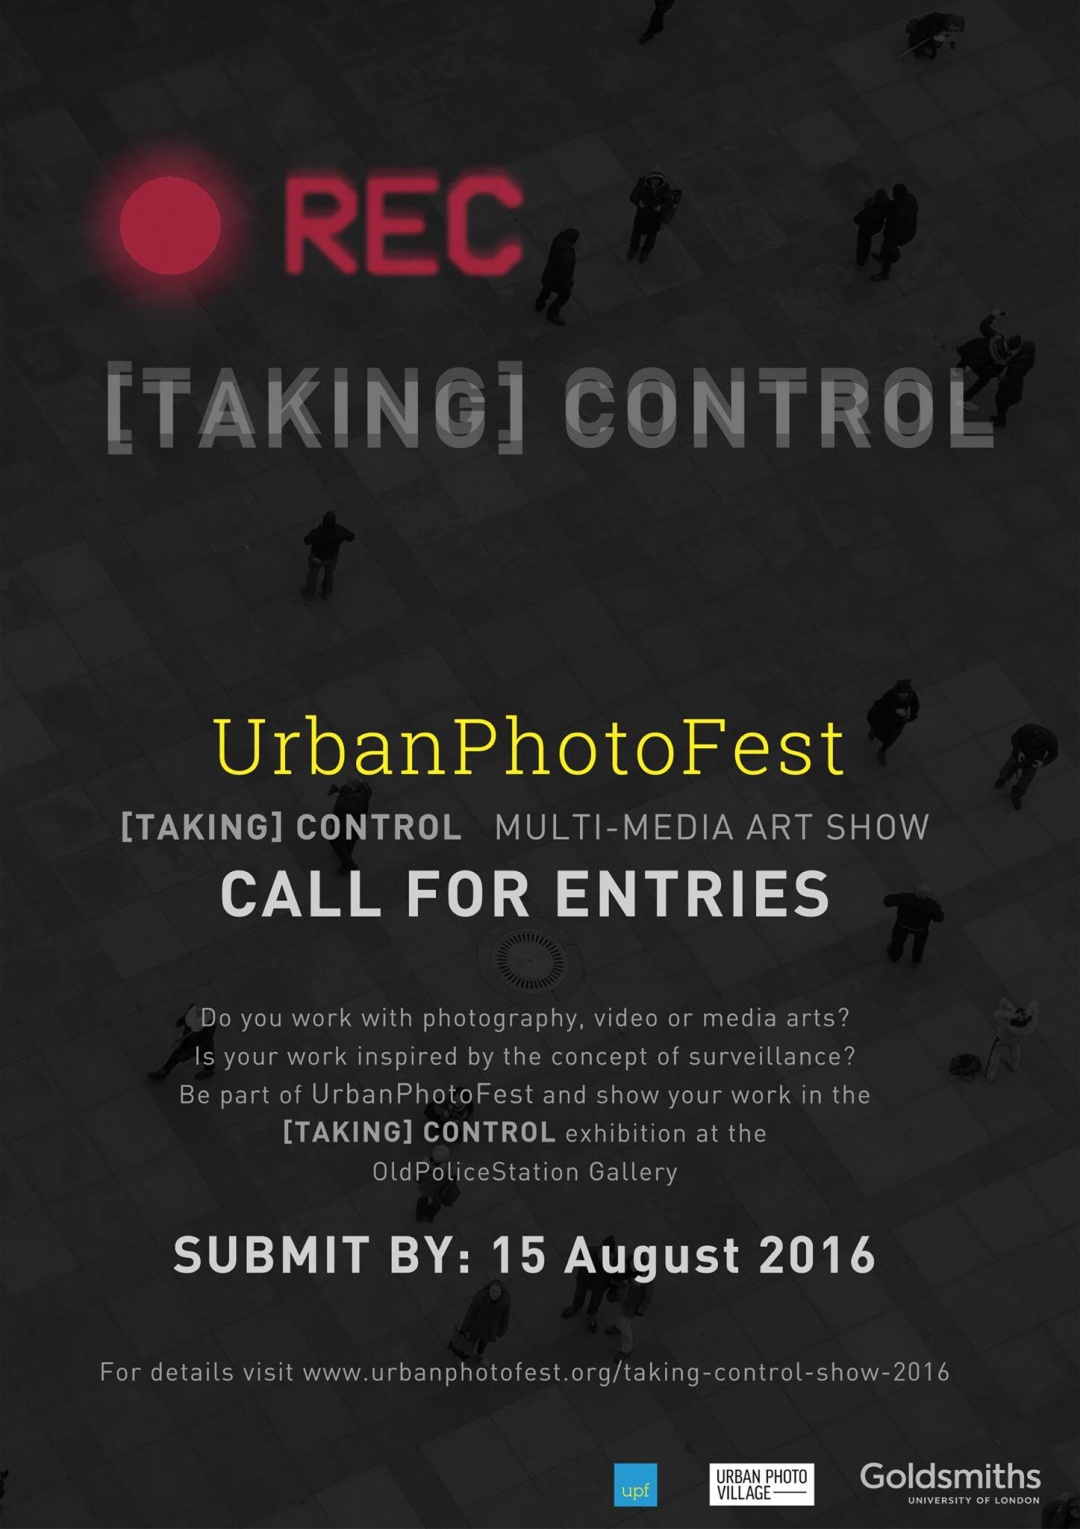 REC
[TAKING] CONTROL
UrbanPhotoFest
[TAKING] CONTROL MULTI-MEDIA ART SHOW
CALL FOR ENTRIES
Do you work with photography, video or media arts?
Is your work inspired by the concept of surveillance?
Be part of UrbanPhotoFest and show your work in the
[TAKING] CONTROL exhibition at the
OldPoliceStation Gallery
SUBMIT BY: 15 August 2016
For details visit www.urbanphotofest.org/taking-control-show-2016
upf
URBAN PHOTO
VILLAGE
Goldsmiths
UNIVERSITY OF LONDON